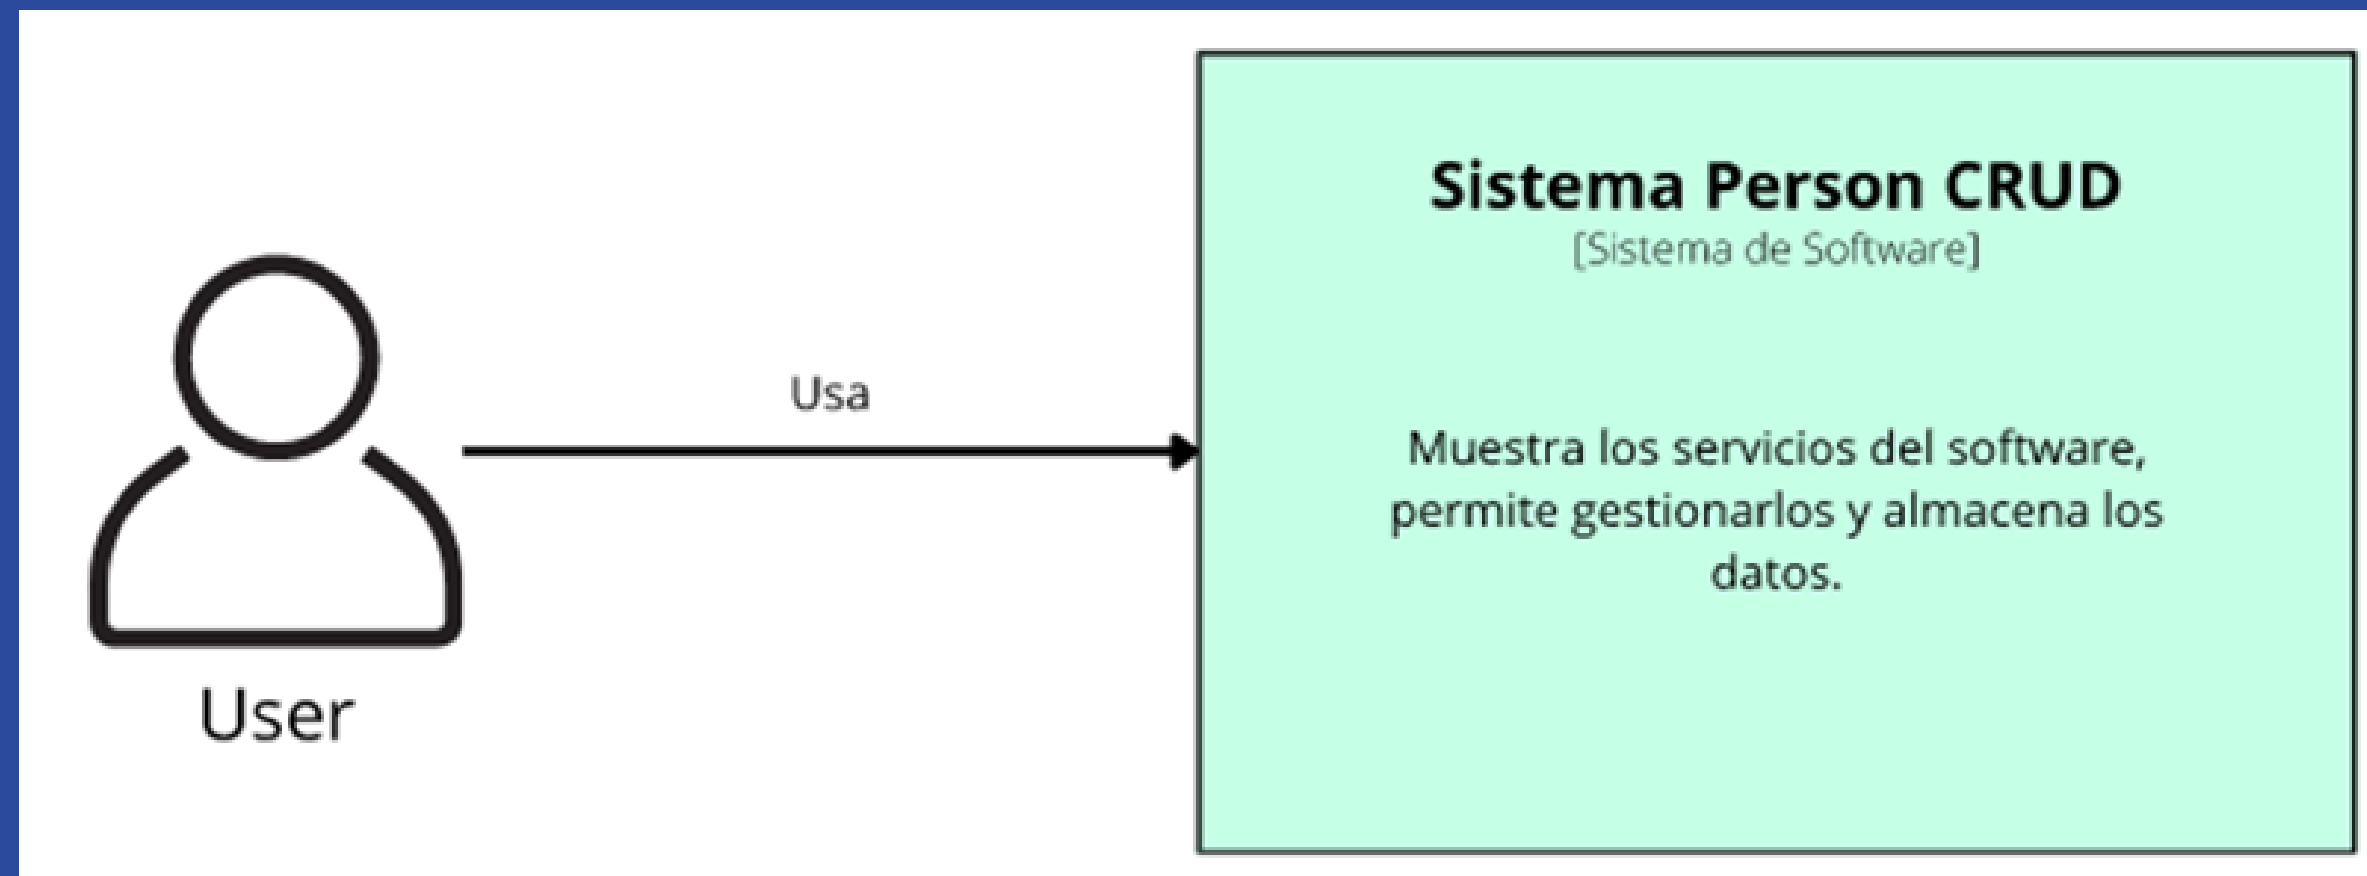 User
Usa
Sistema Person CRUD
[Sistema de Software]
Muestra los servicios del software,
permite gestionarlos y almacena los
datos.